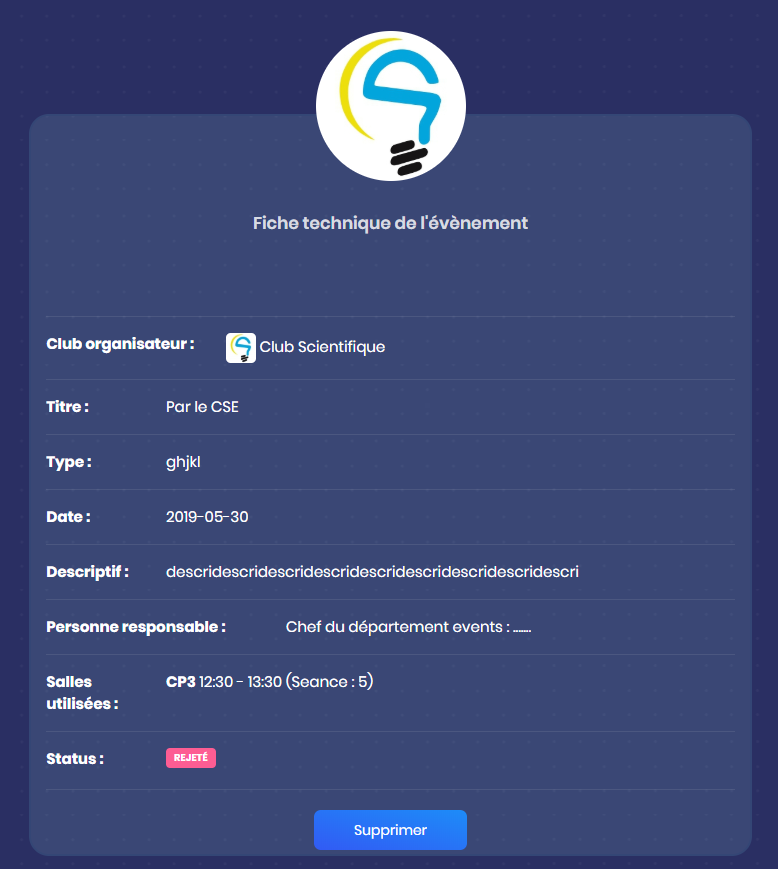 Fiche technique de l'évènement
Club organisateur : Club Scientifique
Titre : Par le CSE
Type : ghjkl
Date : 2019-05-30
Descriptif : descridescridescridescridescridescridescridescridescri
Personne responsable : Chef du département events : .......
Salles utilisées : CP3 12:30 - 13:30 (Seance : 5)
Status : REJETÉ
Supprimer